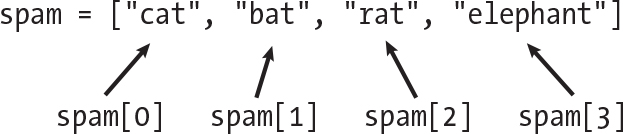 spam = ["cat", "bat", "rat", "elephant"]
spam[0] spam[1] spam[2] spam[3]